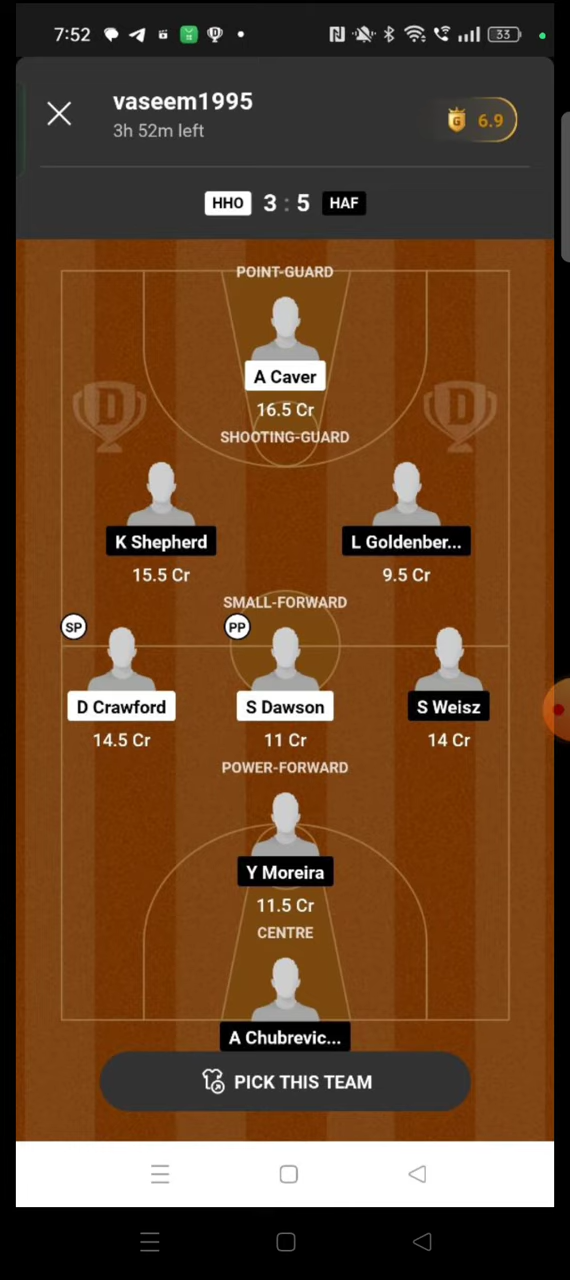 7:52
33
vaseem1995
3h 52m left
G 6.9
HHO 3 : 5 HAF
POINT-GUARD
A Caver
16.5 Cr
SHOOTING-GUARD
K Shepherd L Goldenber...
15.5 Cr 9.5 Cr
SMALL-FORWARD
SP PP
D Crawford S Dawson S Weisz
14.5 Cr 11 Cr 14 Cr
POWER-FORWARD
Y Moreira
11.5 Cr
CENTRE
A Chubrevic...
PICK THIS TEAM